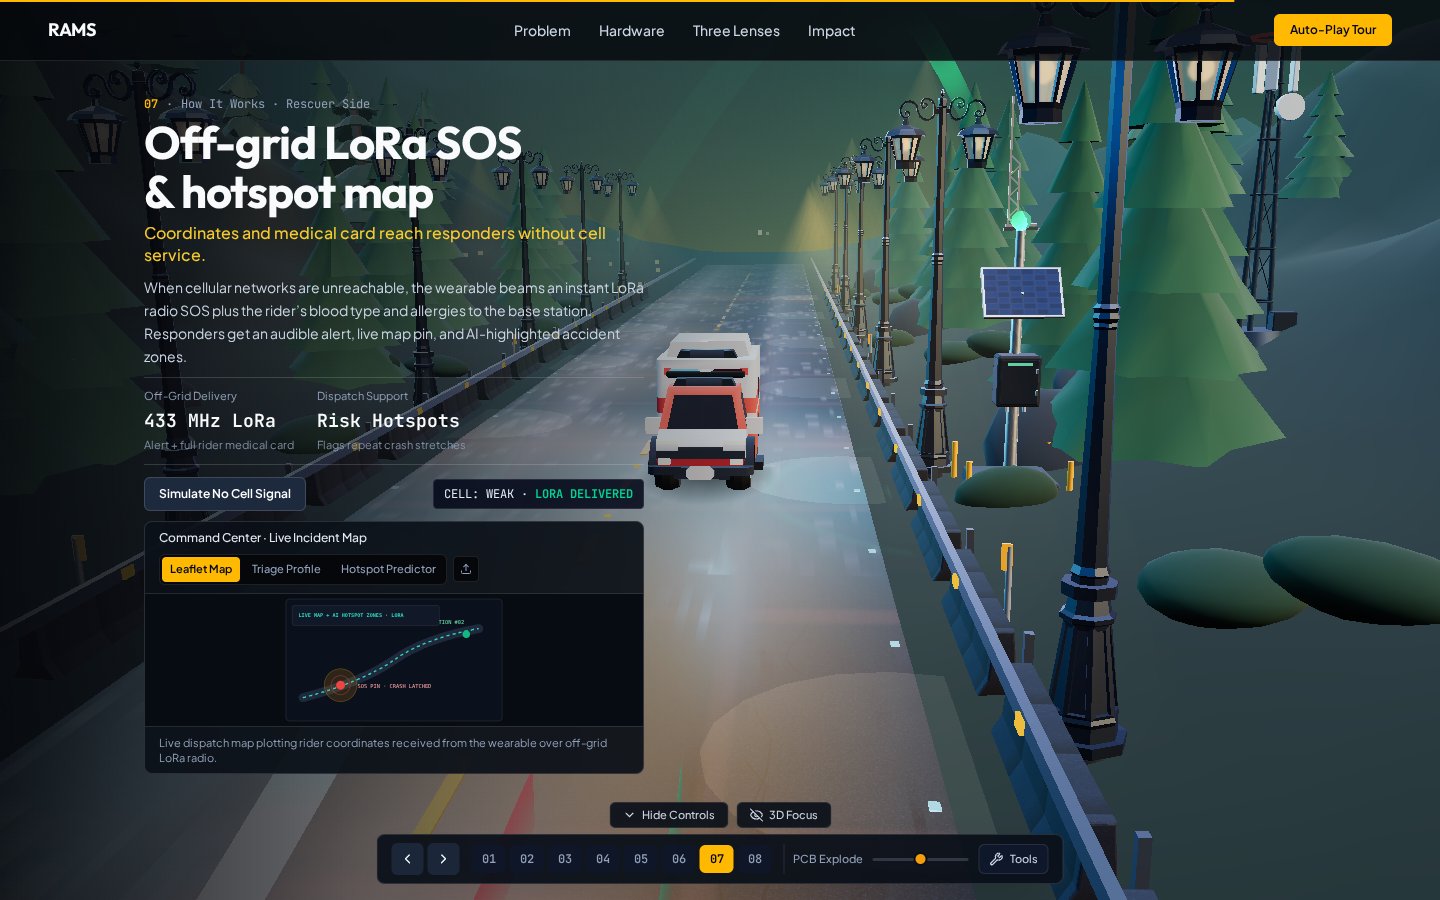 RAMS
Problem
Hardware
Three Lenses
Impact
Auto-Play Tour
07 · How It Works · Rescuer Side
Off-grid LoRa SOS
& hotspot map
Coordinates and medical card reach responders without cell
service.
When cellular networks are unreachable, the wearable beams an instant LoRa
radio SOS plus the rider's blood type and allergies to the base station.
Responders get an audible alert, live map pin, and AI-highlighted accident
zones.
Off-Grid Delivery
433 MHz LoRa
Alert + full rider medical card
Dispatch Support
Risk Hotspots
Flags repeat crash stretches
Simulate No Cell Signal
CELL: WEAK · LORA DELIVERED
Command Center · Live Incident Map
Leaflet Map
Triage Profile
Hotspot Predictor
LIVE MAP + AI HOTSPOT ZONES · LORA
TION #02
SOS PIN · CRASH LATCHED
Live dispatch map plotting rider coordinates received from the wearable over off-grid
LoRa radio.
Hide Controls
3D Focus
01 02 03 04 05 06 07 08
PCB Explode
Tools